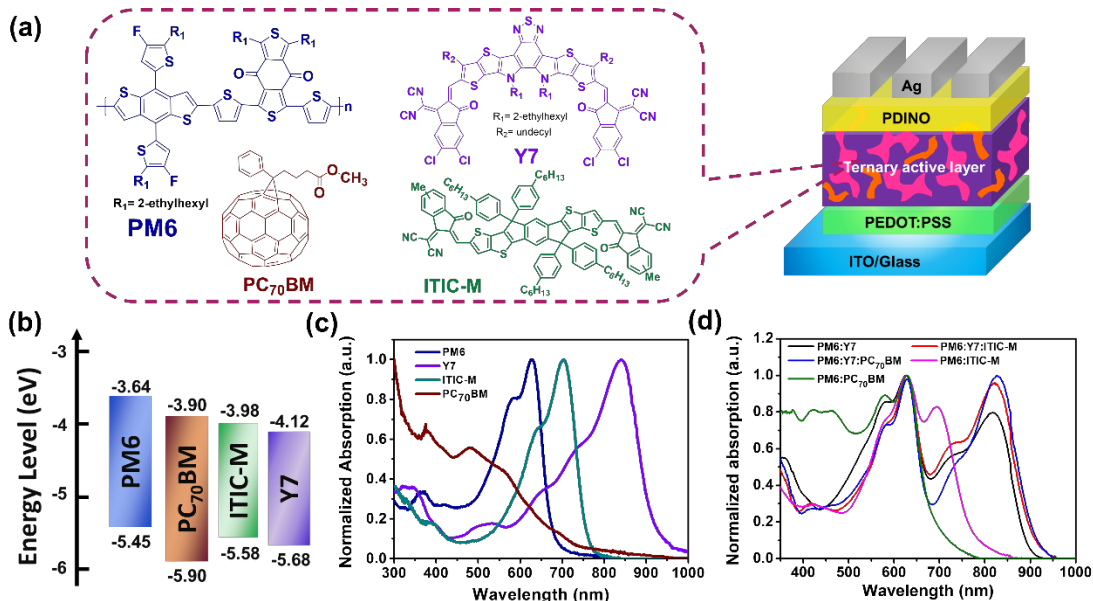 (a)
F
R₁
S
S
R₁
S
R₁
O
O
S
S
S
S
S
n
S
R₁
F
R₁= 2-ethylhexyl
PM6
O
O
CH₃
PC₇₀BM
N
S
N
R₂
S
S
S
S
R₂
N
N
R₁
R₁
CN
CN
O
O
CN
CN
Cl
Cl
Cl
Cl
R₁= 2-ethylhexyl
R₂= undecyl
Y7
Me
C₆H₁₃
C₆H₁₃
O
NC
CN
S
S
S
S
NC
CN
O
Me
C₆H₁₃
C₆H₁₃
ITIC-M
Ag
PDINO
Ternary active layer
PEDOT:PSS
ITO/Glass
(b)
Energy Level (eV)
-3
-4
-5
-6
-3.64
PM6
-5.45
-3.90
PC₇₀BM
-5.90
-3.98
ITIC-M
-5.58
-4.12
Y7
-5.68
(c)
Normalized Absorption (a.u.)
1.0
0.8
0.6
0.4
0.2
0.0
PM6
Y7
ITIC-M
PC₇₀BM
300 400 500 600 700 800 900 1000
Wavelength (nm)
(d)
Normalized absorption (a.u.)
1.2
1.0
0.8
0.6
0.4
0.2
0.0
PM6:Y7
PM6:Y7:ITIC-M
PM6:Y7:PC₇₀BM
PM6:ITIC-M
PM6:PC₇₀BM
400 500 600 700 800 900 1000
Wavelength (nm)